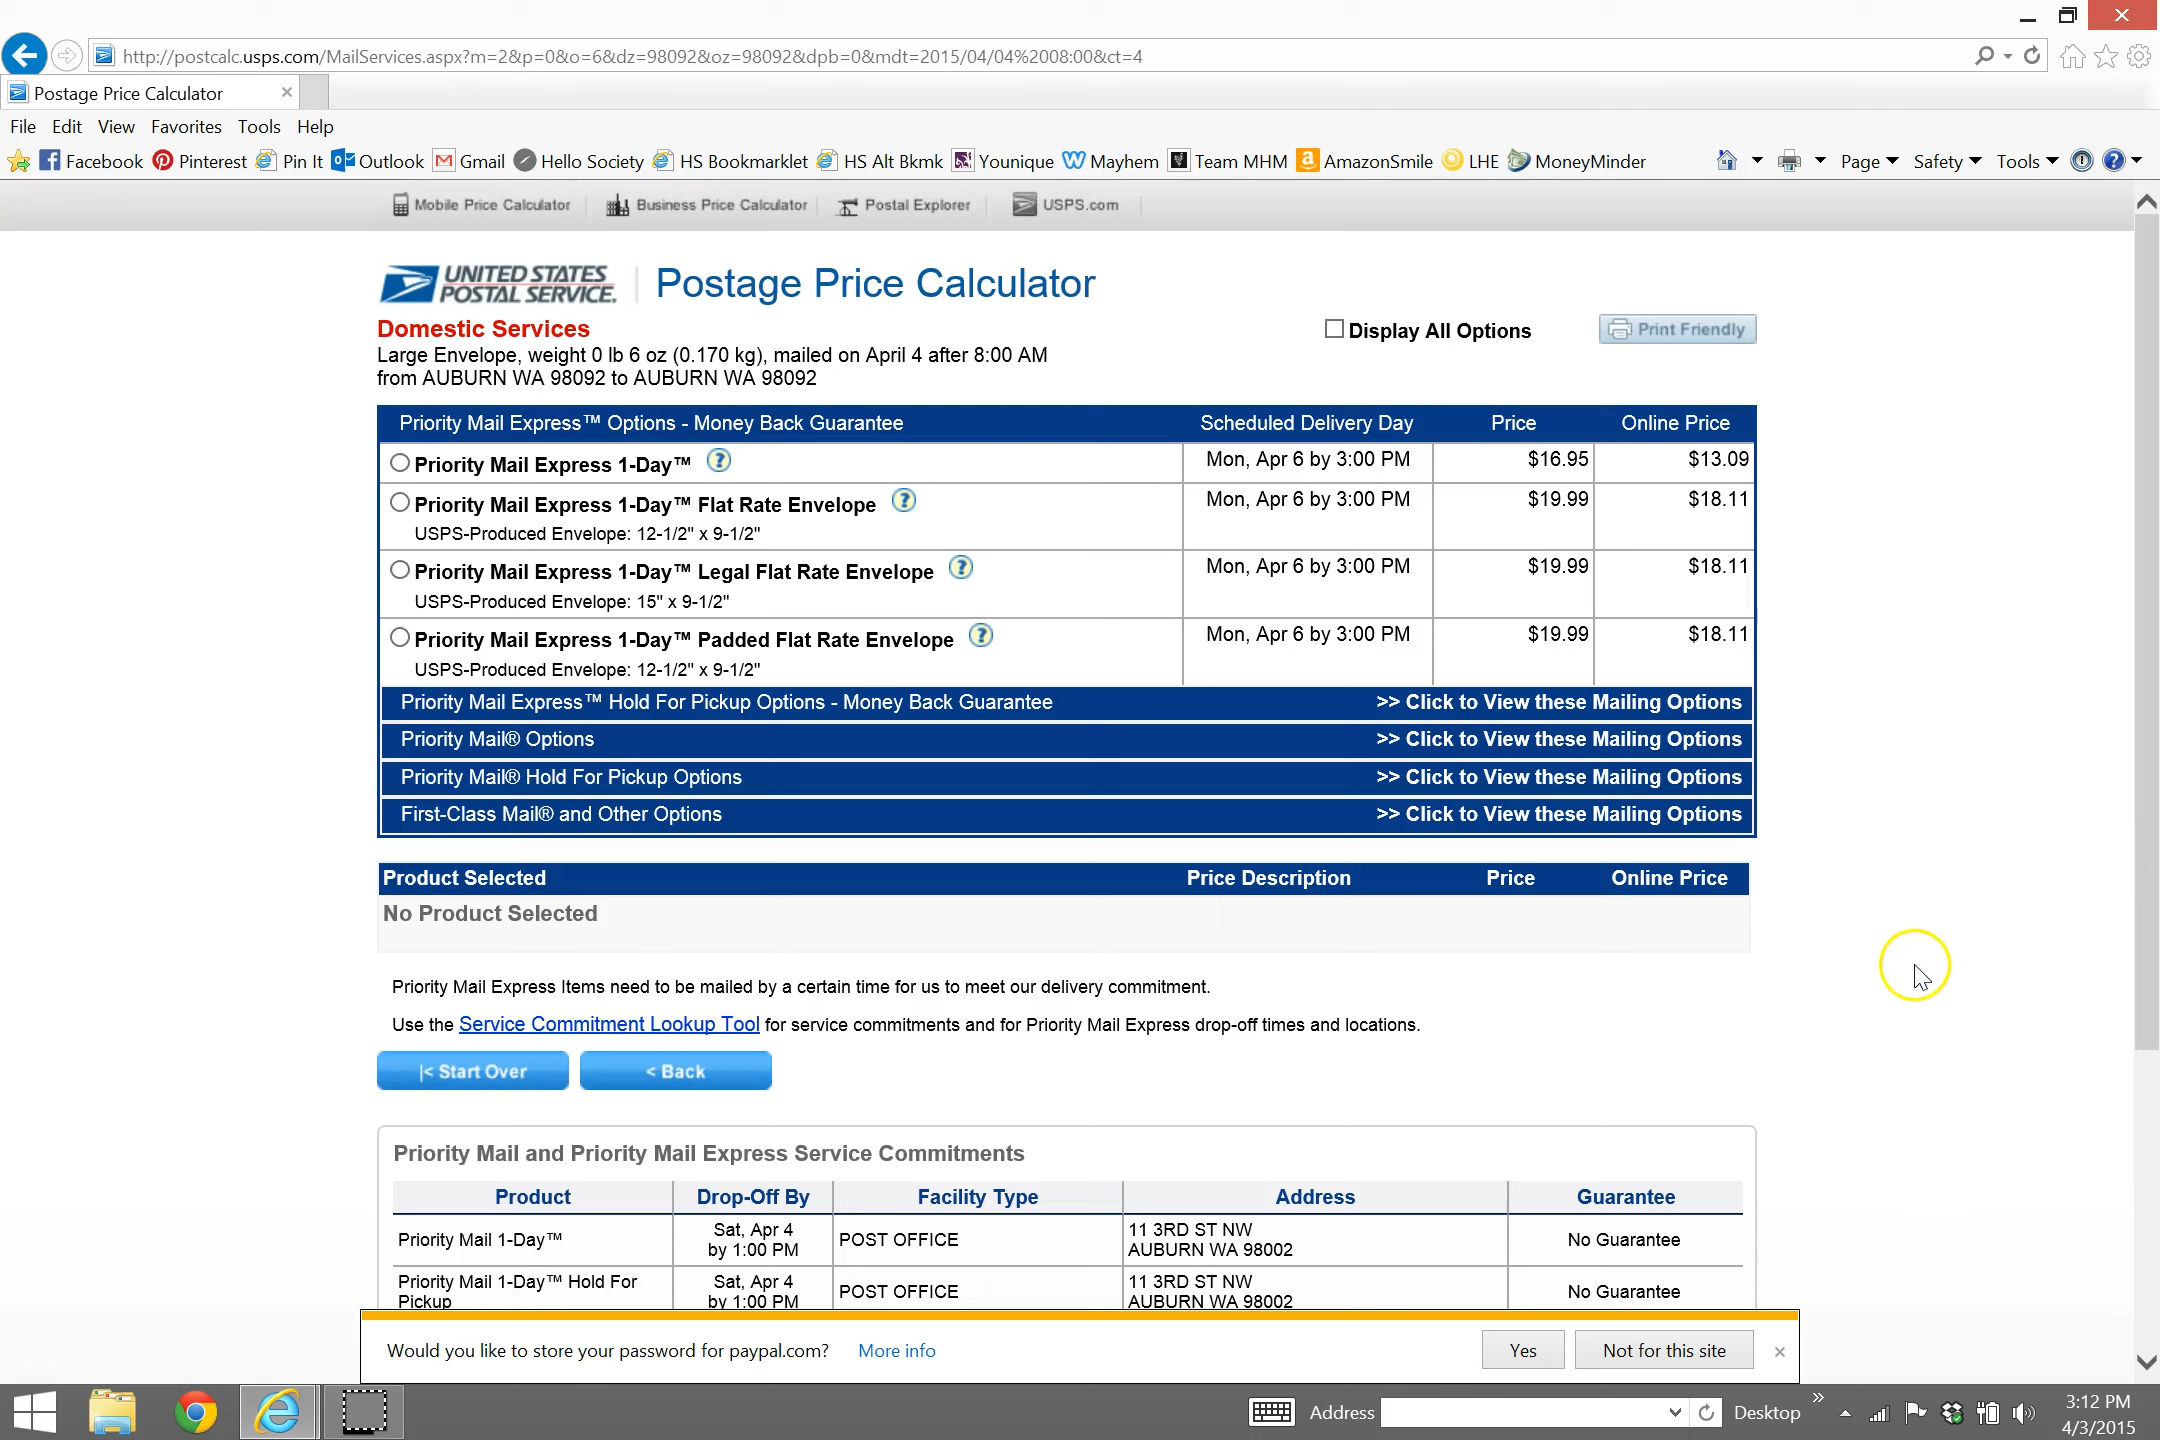 http://postcalc.usps.com/MailServices.aspx?m=2&p=0&o=6&dz=98092&oz=98092&dpb=0&mdt=2015/04/04%2008:00&ct=4
Postage Price Calculator
File Edit View Favorites Tools Help
Facebook Pinterest Pin It Outlook Gmail Hello Society HS Bookmarklet HS Alt Bkmk Younique Mayhem Team MHM AmazonSmile LHE MoneyMinder Page Safety Tools
Mobile Price Calculator Business Price Calculator Postal Explorer USPS.com
UNITED STATES
POSTAL SERVICE.
Postage Price Calculator
Domestic Services
Display All Options Print Friendly
Large Envelope, weight 0 lb 6 oz (0.170 kg), mailed on April 4 after 8:00 AM
from AUBURN WA 98092 to AUBURN WA 98092
Priority Mail Express™ Options - Money Back Guarantee Scheduled Delivery Day Price Online Price
Priority Mail Express 1-Day™ ? Mon, Apr 6 by 3:00 PM $16.95 $13.09
Priority Mail Express 1-Day™ Flat Rate Envelope ? Mon, Apr 6 by 3:00 PM $19.99 $18.11
USPS-Produced Envelope: 12-1/2" x 9-1/2"
Priority Mail Express 1-Day™ Legal Flat Rate Envelope ? Mon, Apr 6 by 3:00 PM $19.99 $18.11
USPS-Produced Envelope: 15" x 9-1/2"
Priority Mail Express 1-Day™ Padded Flat Rate Envelope ? Mon, Apr 6 by 3:00 PM $19.99 $18.11
USPS-Produced Envelope: 12-1/2" x 9-1/2"
Priority Mail Express™ Hold For Pickup Options - Money Back Guarantee >> Click to View these Mailing Options
Priority Mail® Options >> Click to View these Mailing Options
Priority Mail® Hold For Pickup Options >> Click to View these Mailing Options
First-Class Mail® and Other Options >> Click to View these Mailing Options
Product Selected Price Description Price Online Price
No Product Selected
Priority Mail Express Items need to be mailed by a certain time for us to meet our delivery commitment.
Use the Service Commitment Lookup Tool for service commitments and for Priority Mail Express drop-off times and locations.
|< Start Over < Back
Priority Mail and Priority Mail Express Service Commitments
Product Drop-Off By Facility Type Address Guarantee
Priority Mail 1-Day™ Sat, Apr 4 by 1:00 PM POST OFFICE 11 3RD ST NW AUBURN WA 98002 No Guarantee
Priority Mail 1-Day™ Hold For Pickup Sat, Apr 4 by 1:00 PM POST OFFICE 11 3RD ST NW AUBURN WA 98002 No Guarantee
Would you like to store your password for paypal.com? More info Yes Not for this site
Address Desktop
3:12 PM
4/3/2015